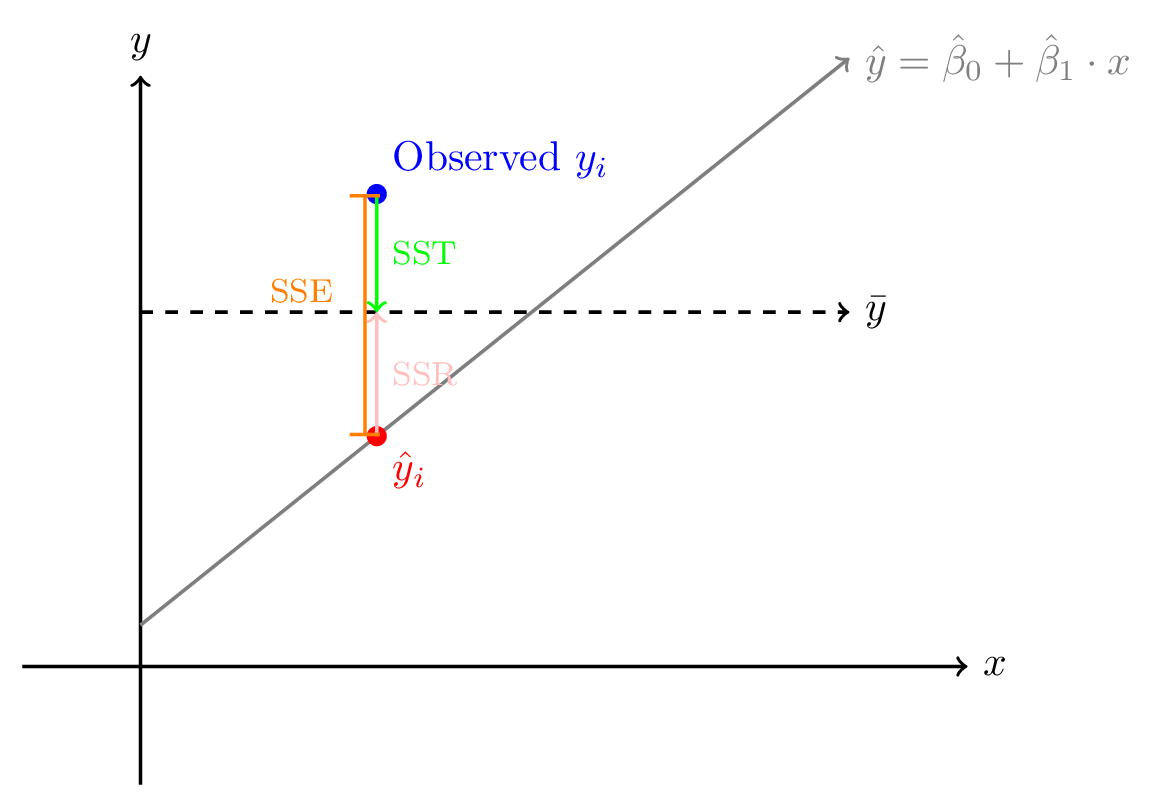 y
ŷ = β̂₀ + β̂₁ · x
Observed yᵢ
SST
SSE
ȳ
SSR
ŷᵢ
x